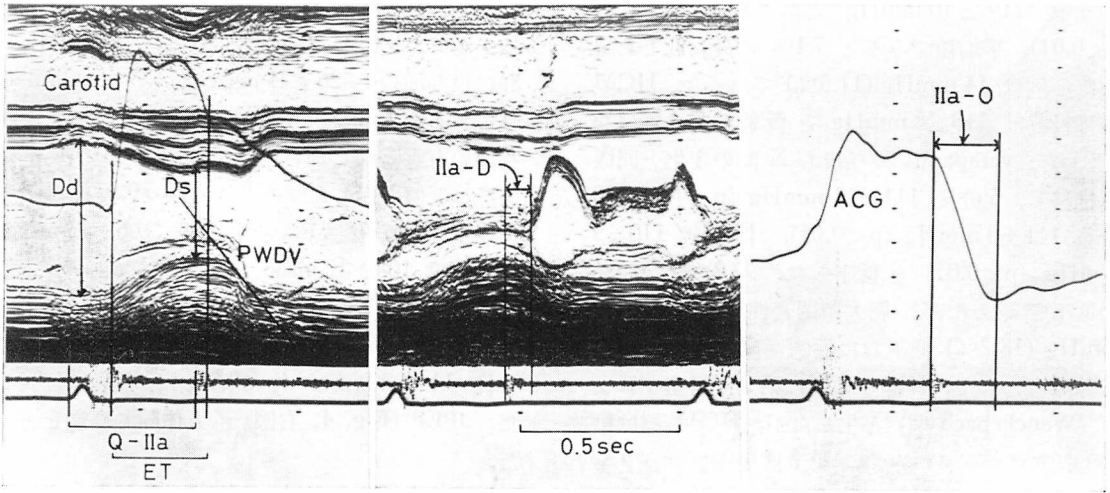 Carotid
Dd
Ds
PWDV
Q-IIa
ET
IIa-D
0.5sec
IIa-O
ACG